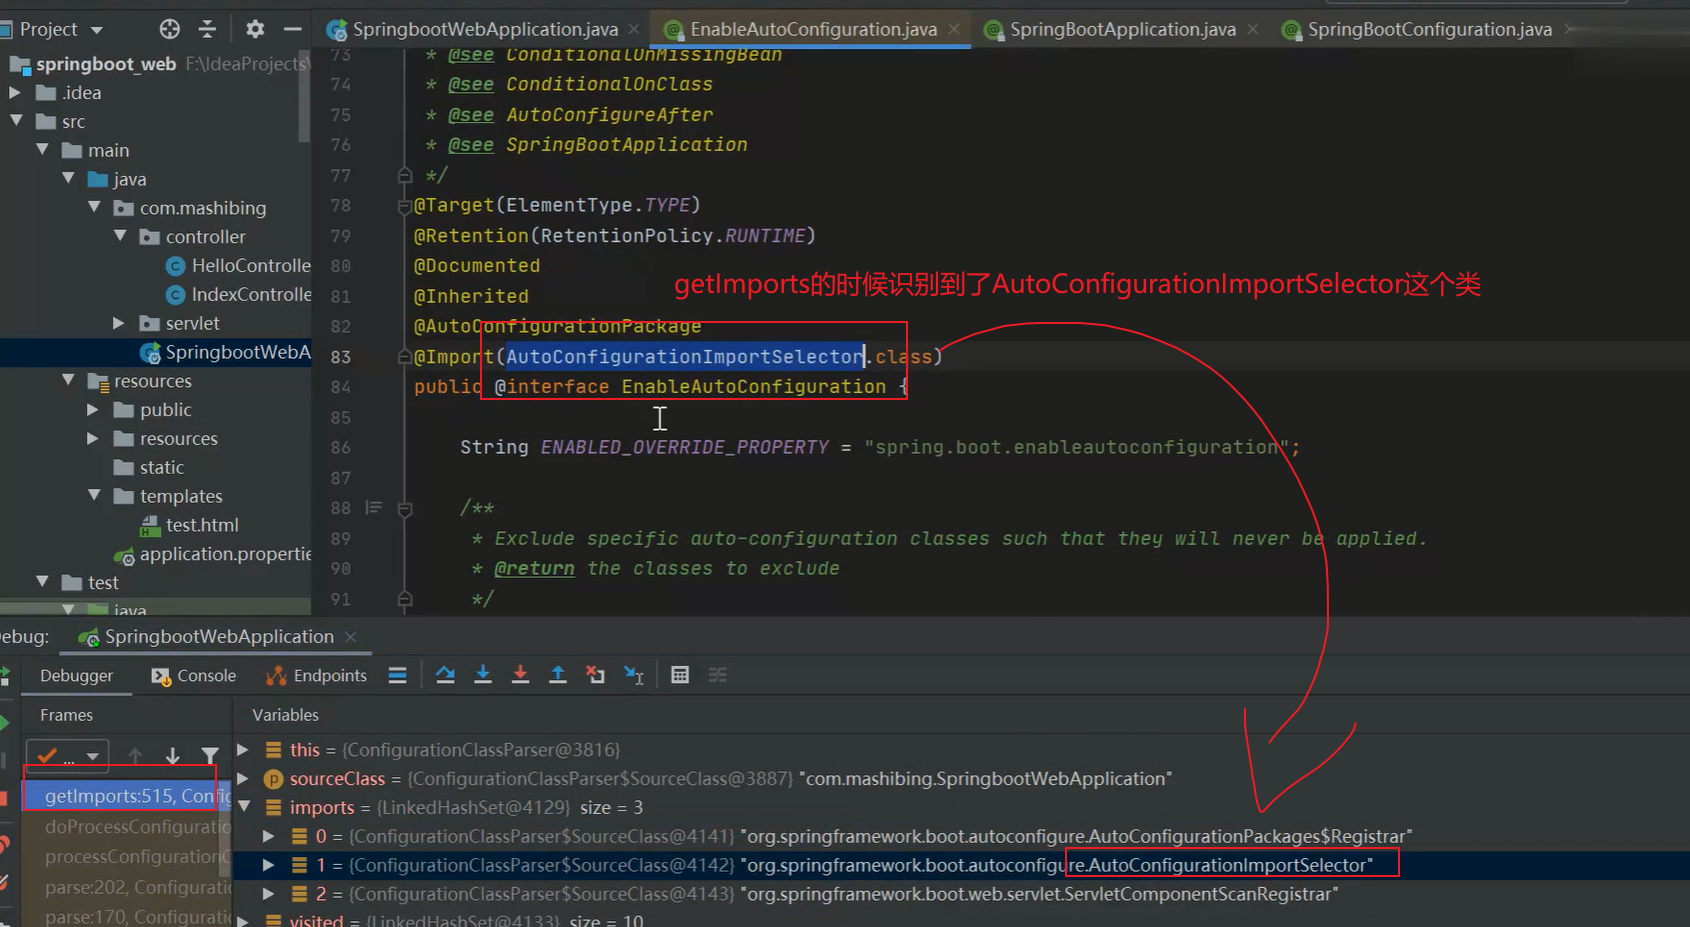 Project
SpringbootWebApplication.java
EnableAutoConfiguration.java
SpringBootApplication.java
SpringBootConfiguration.java
springboot_web F:\IdeaProjects\
.idea
src
main
java
com.mashibing
controller
HelloControlle
IndexControlle
servlet
SpringbootWebA
resources
public
resources
static
templates
test.html
application.propertie
test
java
73 * @see ConditionalOnMissingBean
74 * @see ConditionalOnClass
75 * @see AutoConfigureAfter
76 * @see SpringBootApplication
77 */
78 @Target(ElementType.TYPE)
79 @Retention(RetentionPolicy.RUNTIME)
80 @Documented
getImports的时候识别到了AutoConfigurationImportSelector这个类
81 @Inherited
82 @AutoConfigurationPackage
83 @Import(AutoConfigurationImportSelector.class)
84 public @interface EnableAutoConfiguration {
85
86 String ENABLED_OVERRIDE_PROPERTY = "spring.boot.enableautoconfiguration";
87
88 /**
89 * Exclude specific auto-configuration classes such that they will never be applied.
90 * @return the classes to exclude
91 */
ebug: SpringbootWebApplication
Debugger Console Endpoints
Frames
...
getImports:515, Config
doProcessConfiguratio
processConfigurationC
parse:202, Configuratio
parse:170, Configuratio
Variables
this = {ConfigurationClassParser@3816}
sourceClass = {ConfigurationClassParser$SourceClass@3887} "com.mashibing.SpringbootWebApplication"
imports = {LinkedHashSet@4129} size = 3
0 = {ConfigurationClassParser$SourceClass@4141} "org.springframework.boot.autoconfigure.AutoConfigurationPackages$Registrar"
1 = {ConfigurationClassParser$SourceClass@4142} "org.springframework.boot.autoconfigure.AutoConfigurationImportSelector"
2 = {ConfigurationClassParser$SourceClass@4143} "org.springframework.boot.web.servlet.ServletComponentScanRegistrar"
visited = {LinkedHashSet@4133} size = 10